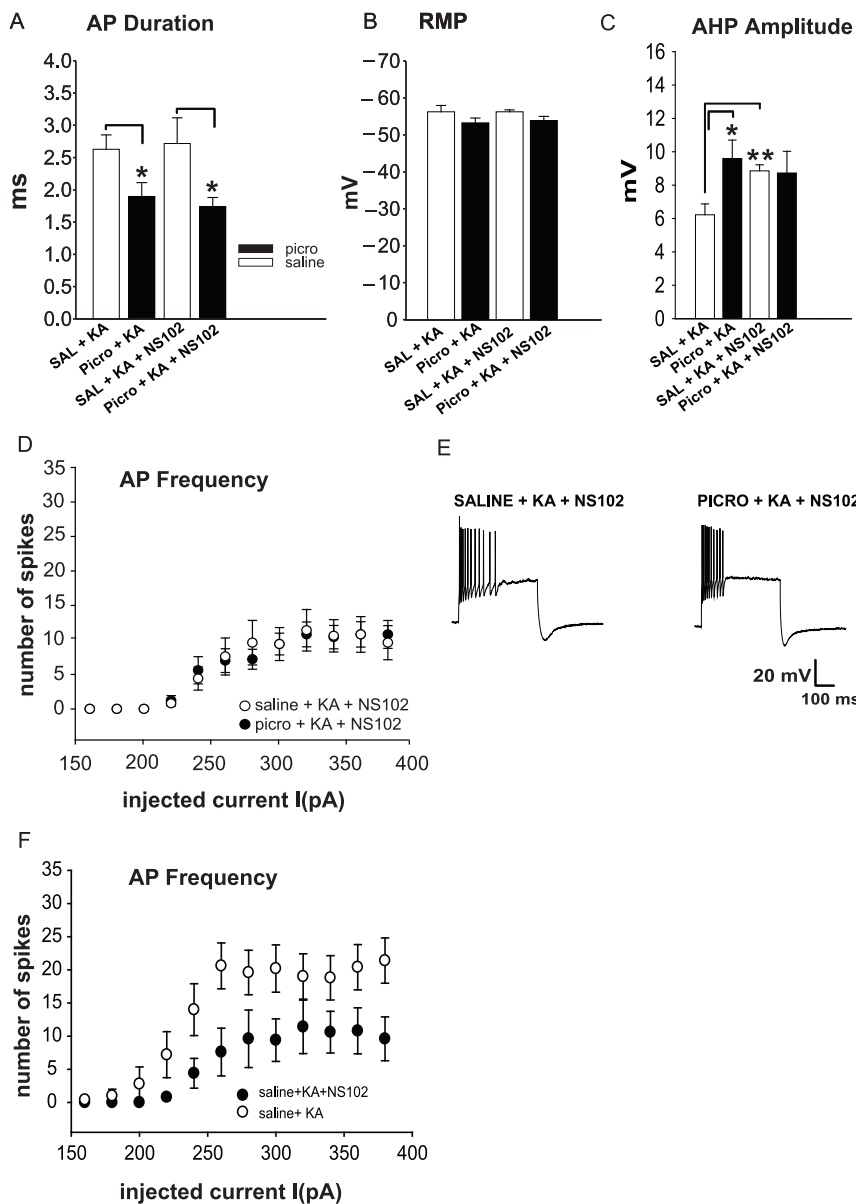 A
AP Duration
ms
3.0
2.5
2.0
1.5
1.0
0.5
0.0
*
*
picro
saline
SAL + KA
Picro + KA
SAL + KA + NS102
Picro + KA + NS102
B
RMP
mV
−70
−60
−50
−40
−30
−20
−10
0
SAL + KA
Picro + KA
SAL + KA + NS102
Picro + KA + NS102
C
AHP Amplitude
mV
16
14
12
10
8
6
4
2
0
*
**
SAL + KA
Picro + KA
SAL + KA + NS102
Picro + KA + NS102
D
AP Frequency
number of spikes
35
30
25
20
15
10
5
0
saline + KA + NS102
picro + KA + NS102
150 200 250 300 350 400
injected current I(pA)
E
SALINE + KA + NS102
PICRO + KA + NS102
20 mV
100 ms
F
AP Frequency
number of spikes
35
30
25
20
15
10
5
0
saline+KA+NS102
saline+ KA
150 200 250 300 350 400
injected current I(pA)